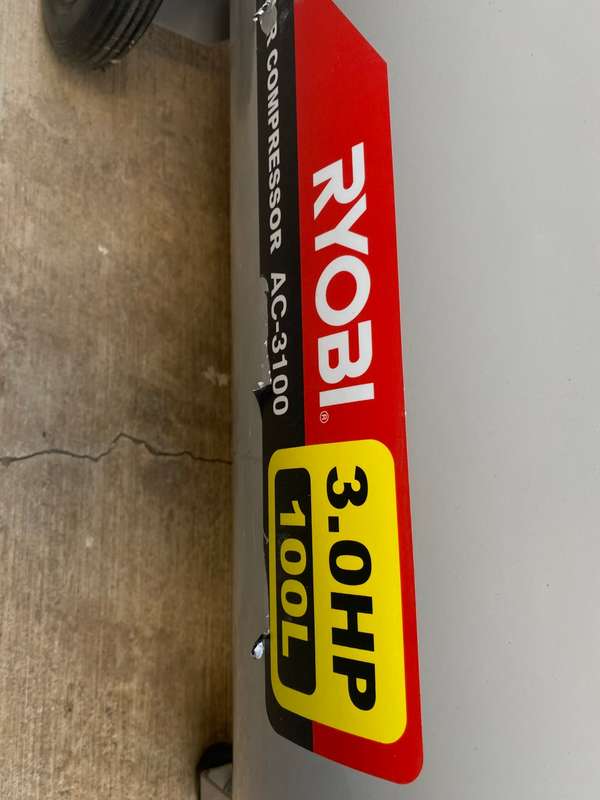 RYOBI®
R COMPRESSOR AC-3100
3.0HP
100L